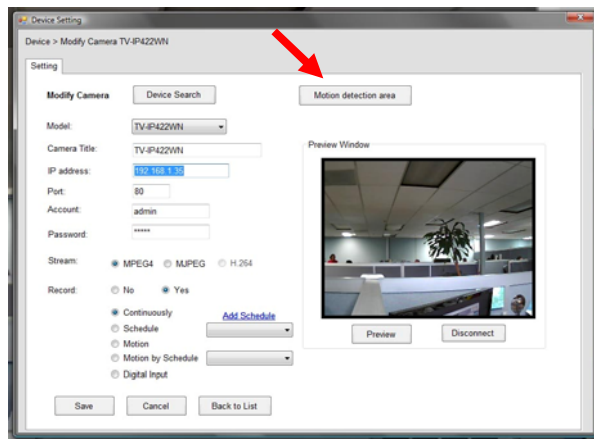 Device Setting
Device > Modify Camera TV-IP422WN
Setting
Modify Camera
Device Search
Motion detection area
Model:
TV-IP422WN
Camera Title:
TV-IP422WN
Preview Window
IP address:
192.168.1.35
Port:
80
Account:
admin
Password:
*****
Stream:
MPEG4
MJPEG
H.264
Record:
No
Yes
Continuously
Add Schedule
Schedule
Motion
Motion by Schedule
Digital Input
Preview
Disconnect
Save
Cancel
Back to List